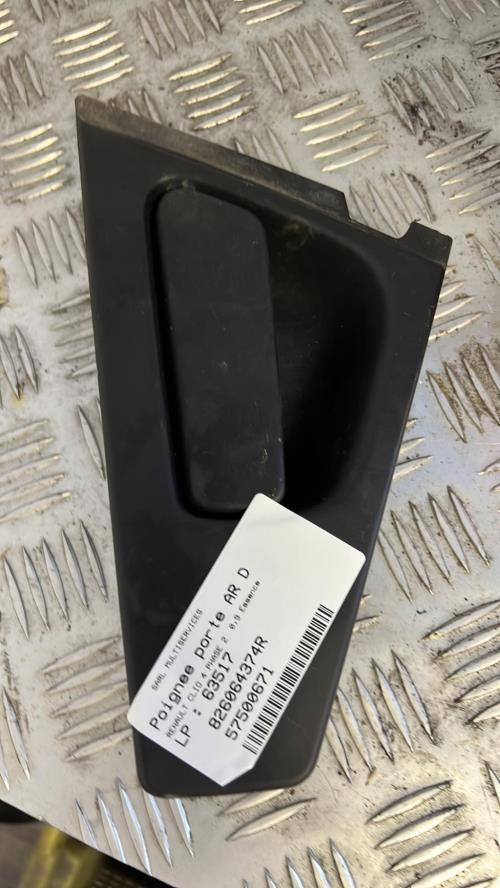 SARL MULTISERVICES
Poignee porte AR D
RENAULT CLIO 4 PHASE 2 0,9 Essence
LP : 63517
826064374R
57500671